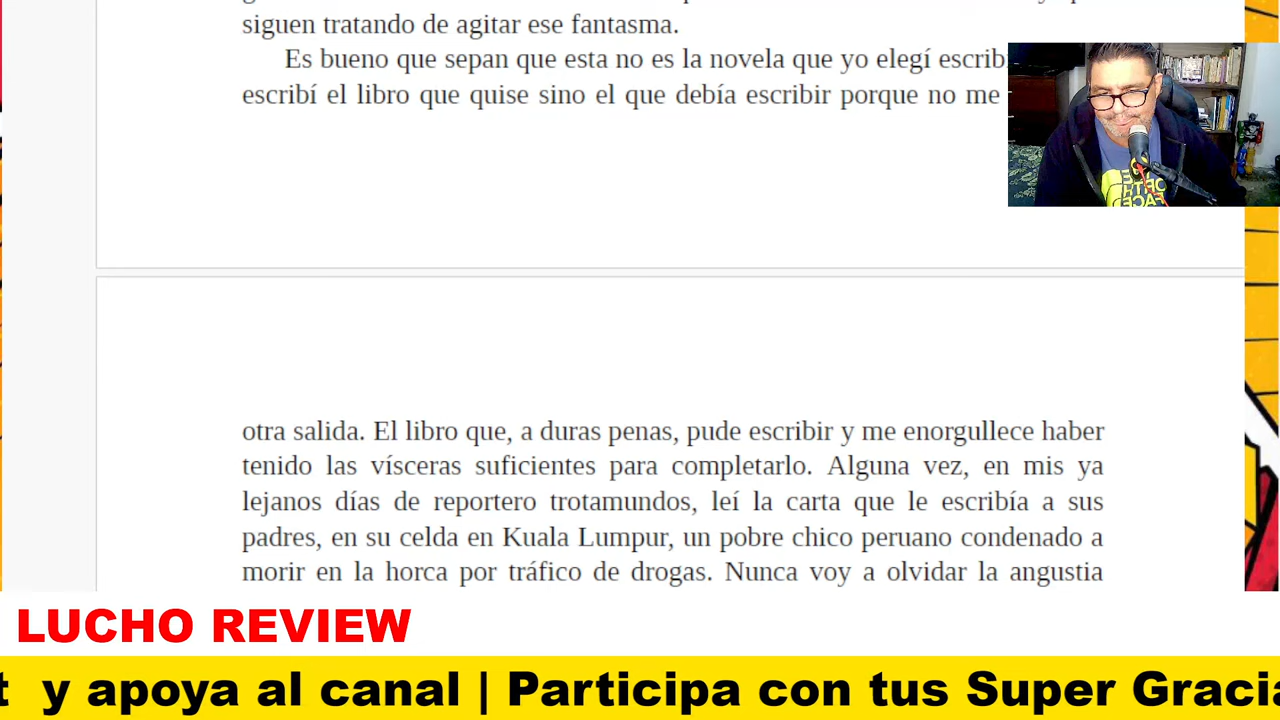 siguen tratando de agitar ese fantasma.
Es bueno que sepan que esta no es la novela que yo elegí
escribí el libro que quise sino el que debía escribir porque no me
otra salida. El libro que, a duras penas, pude escribir y me enorgullece haber
tenido las vísceras suficientes para completarlo. Alguna vez, en mis ya
lejanos días de reportero trotamundos, leí la carta que le escribía a sus
padres, en su celda en Kuala Lumpur, un pobre chico peruano condenado a
morir en la horca por tráfico de drogas. Nunca voy a olvidar la angustia
LUCHO REVIEW
y apoya al canal | Participa con tus Super